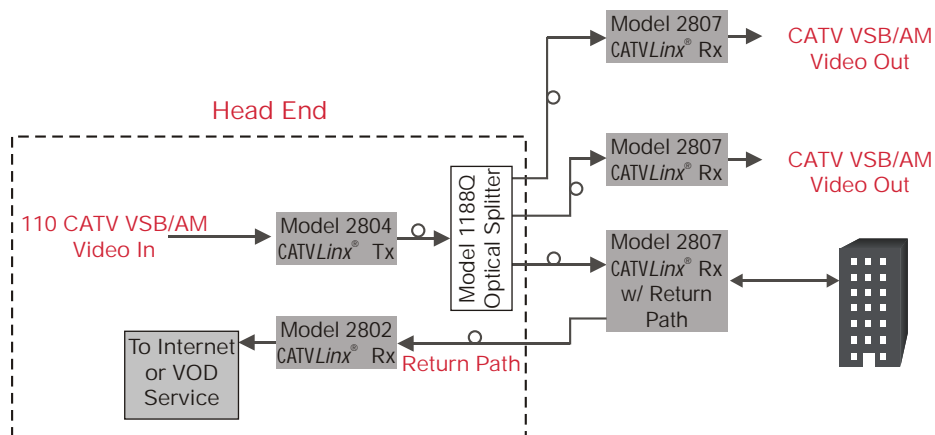 Model 2807
CATVLinx® Rx
CATV VSB/AM
Video Out
Head End
Model 2807
CATVLinx® Rx
CATV VSB/AM
Video Out
110 CATV VSB/AM
Video In
Model 2804
CATVLinx® Tx
Model 1188Q
Optical Splitter
Model 2807
CATVLinx® Rx
w/ Return
Path
To Internet
or VOD
Service
Model 2802
CATVLinx® Rx
Return Path